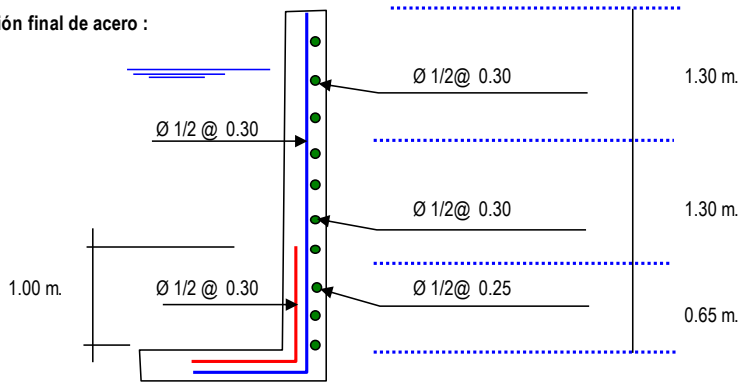 ión final de acero :
Ø 1/2@ 0.30
1.30 m.
Ø 1/2 @ 0.30
Ø 1/2@ 0.30
1.30 m.
1.00 m.
Ø 1/2 @ 0.30
Ø 1/2@ 0.25
0.65 m.